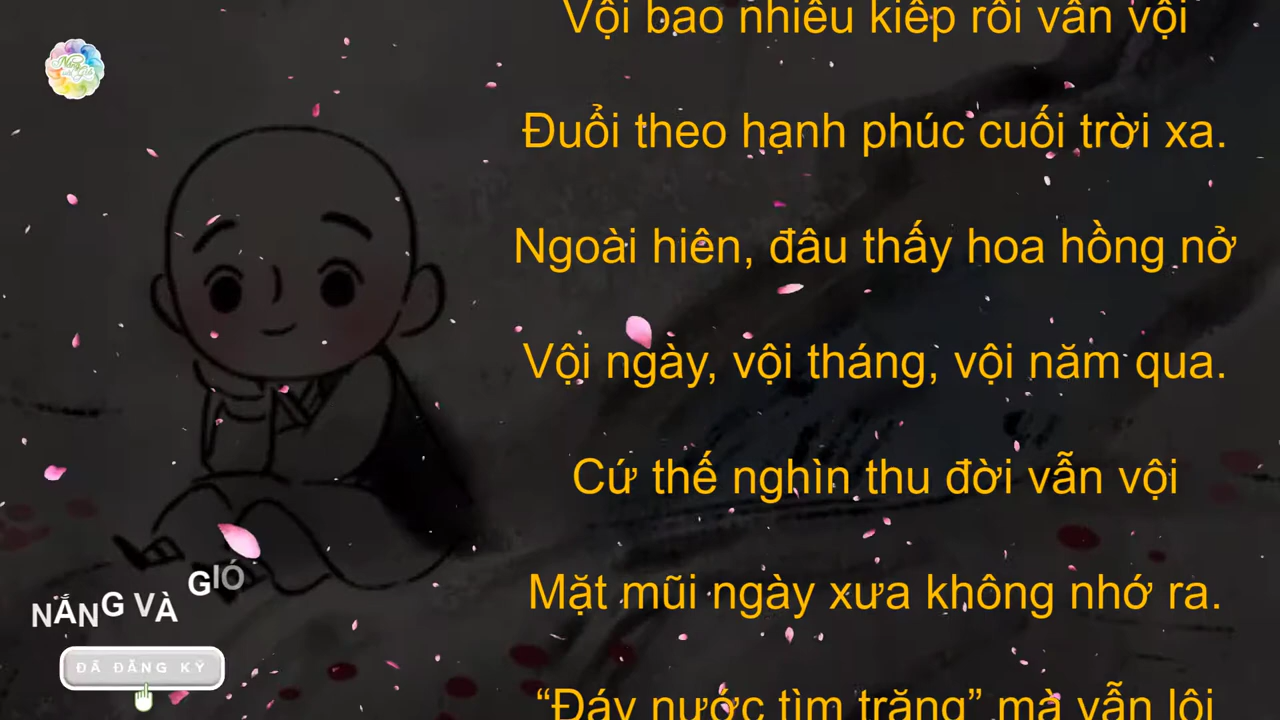 Vội bao nhiêu kiếp rồi vẫn vội
Đuổi theo hạnh phúc cuối trời xa.
Ngoài hiên, đâu thấy hoa hồng nở
Vội ngày, vội tháng, vội năm qua.
Cứ thế nghìn thu đời vẫn vội
Mặt mũi ngày xưa không nhớ ra.
“Đáy nước tìm trăng” mà vẫn lội
NẮNG VÀ GIÓ
ĐÃ ĐĂNG KÝ